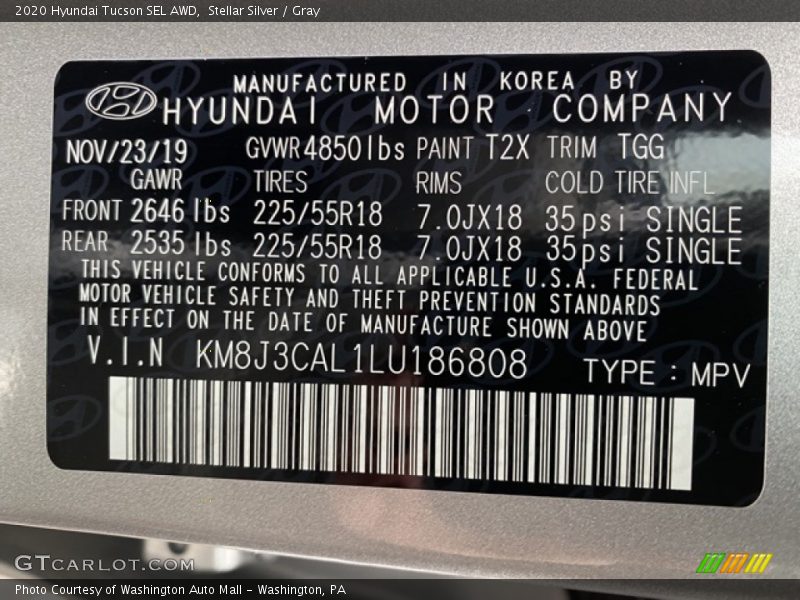 2020 Hyundai Tucson SEL AWD,  Stellar Silver / Gray
MANUFACTURED IN KOREA BY
HYUNDAI MOTOR COMPANY
NOV/23/19 GVWR 4850lbs PAINT T2X TRIM TGG
GAWR TIRES RIMS COLD TIRE INFL
FRONT 2646 lbs 225/55R18 7.0JX18 35psi SINGLE
REAR 2535 lbs 225/55R18 7.0JX18 35psi SINGLE
THIS VEHICLE CONFORMS TO ALL APPLICABLE U.S.A. FEDERAL
MOTOR VEHICLE SAFETY AND THEFT PREVENTION STANDARDS
IN EFFECT ON THE DATE OF MANUFACTURE SHOWN ABOVE
V.I.N KM8J3CAL1LU186808 TYPE : MPV
GTCARLOT.COM
Photo Courtesy of Washington Auto Mall - Washington, PA